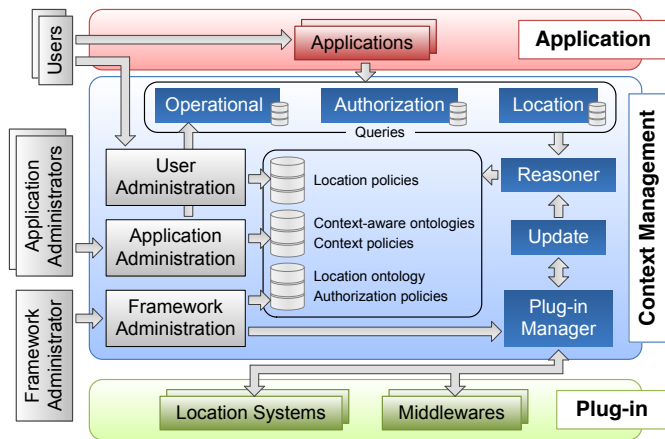 Users
Applications
Application
Operational
Authorization
Location
Queries
User
Administration
Location policies
Reasoner
Application
Administrators
Application
Administration
Context-aware ontologies
Context policies
Update
Context Management
Location ontology
Authorization policies
Framework
Administrator
Framework
Administration
Plug-in
Manager
Location Systems
Middlewares
Plug-in